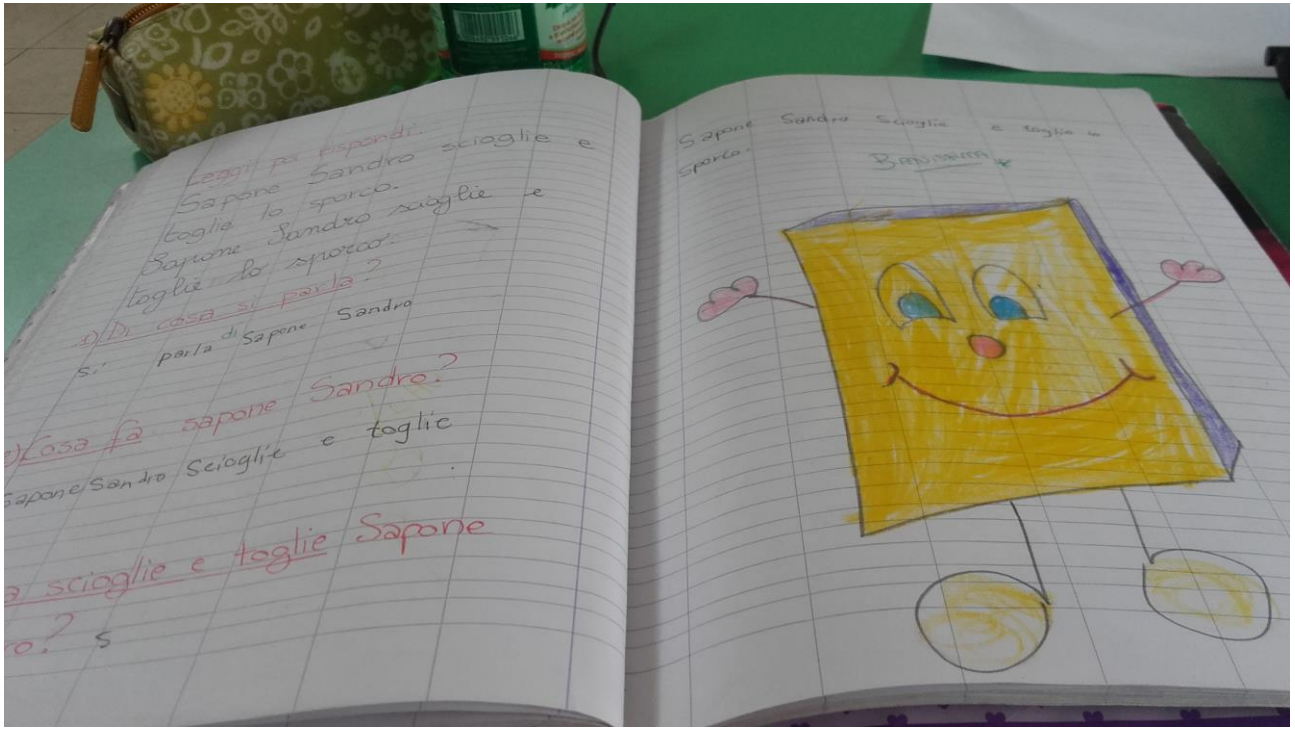 Leggi poi rispondi.
Sapone Sandro scioglie e
toglie lo sporco.
Sapone Sandro scioglie e
toglie lo sporco.
1) Di cosa si parla?
Si parla di Sapone Sandro
2) Cosa fa sapone Sandro?
Sapone Sandro Scioglie e toglie
a scioglie e toglie Sapone
ro? s
Sapone Sandro Scioglie e toglie lo
sporco.